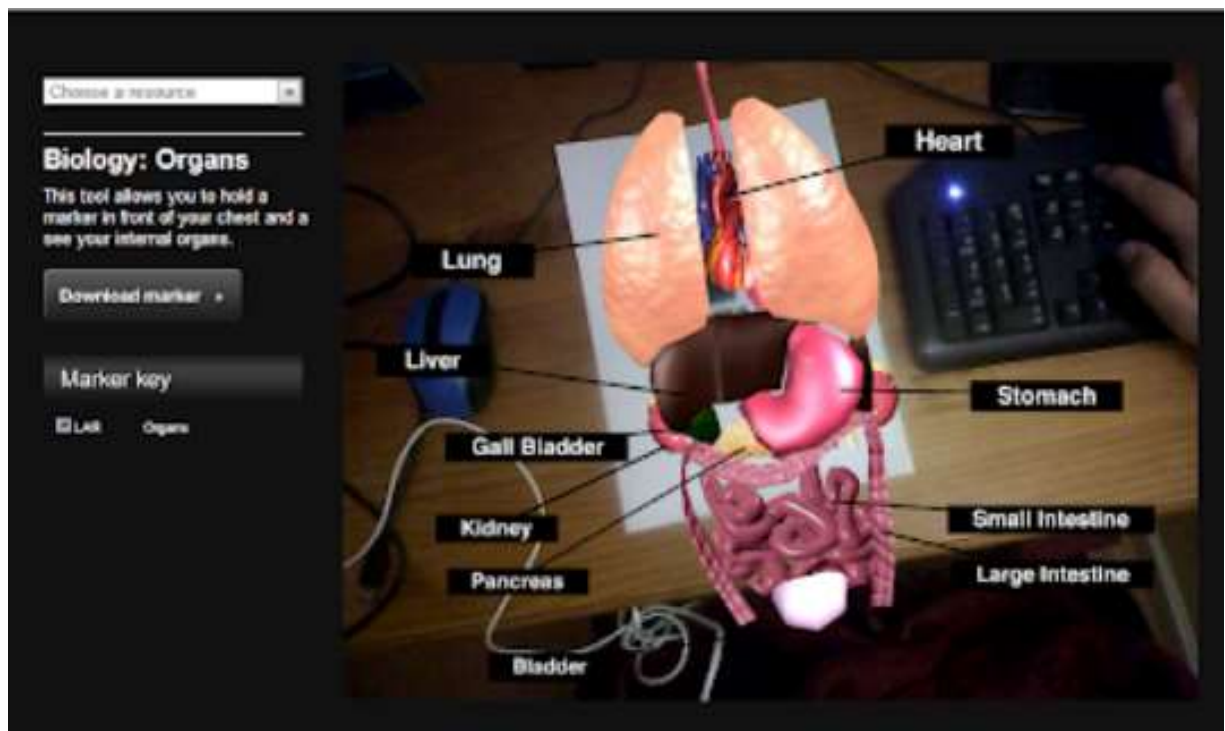 Choose a resource
Biology: Organs
This tool allows you to hold a
marker in front of your chest and a
see your internal organs.
Download marker »
Marker key
LAIR Organs
Heart
Lung
Liver
Stomach
Gall Bladder
Kidney
Small Intestine
Pancreas
Large Intestine
Bladder